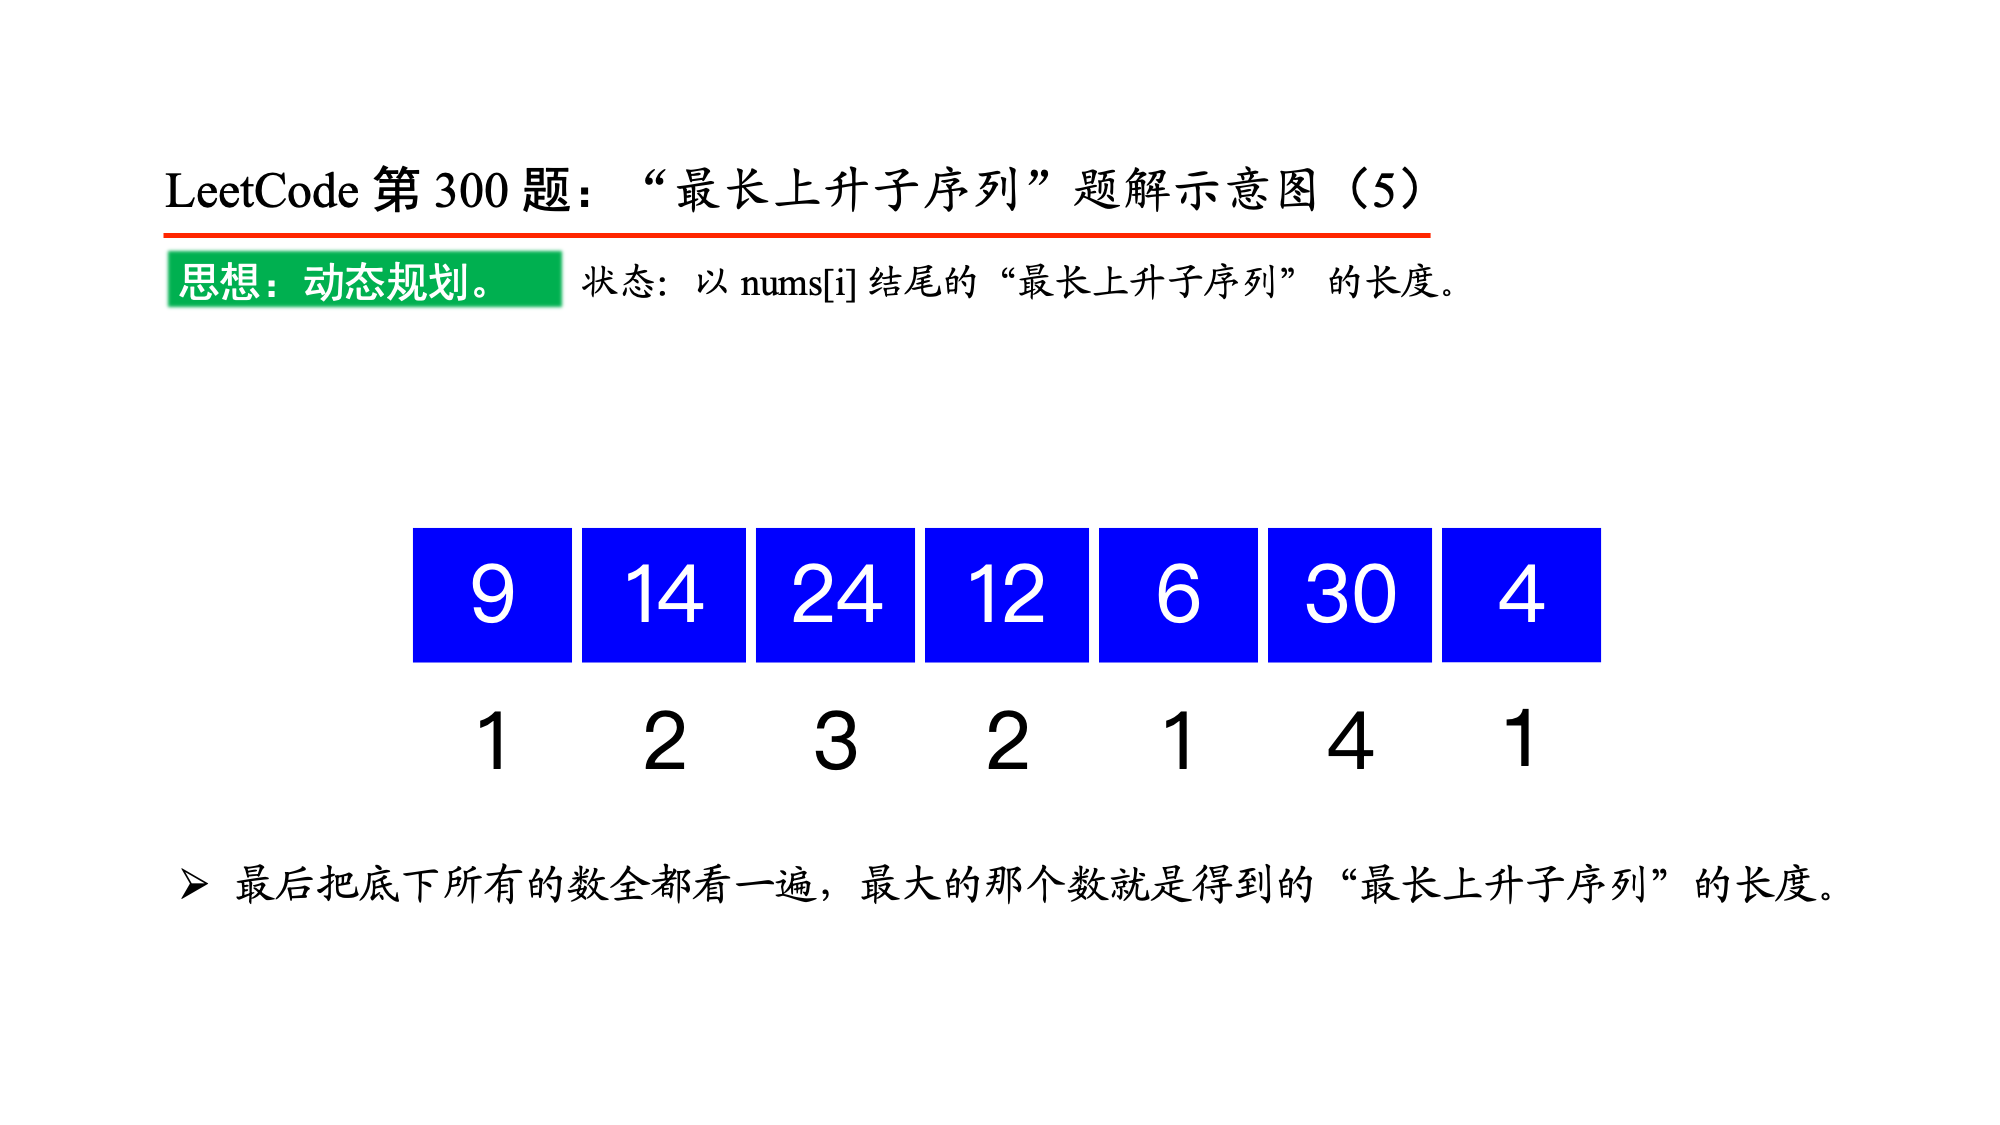 LeetCode 第 300 题：“最长上升子序列”题解示意图（5）
思想：动态规划。 状态：以 nums[i] 结尾的“最长上升子序列” 的长度。
9 14 24 12 6 30 4
1 2 3 2 1 4 1
➢ 最后把底下所有的数全都看一遍，最大的那个数就是得到的“最长上升子序列”的长度。